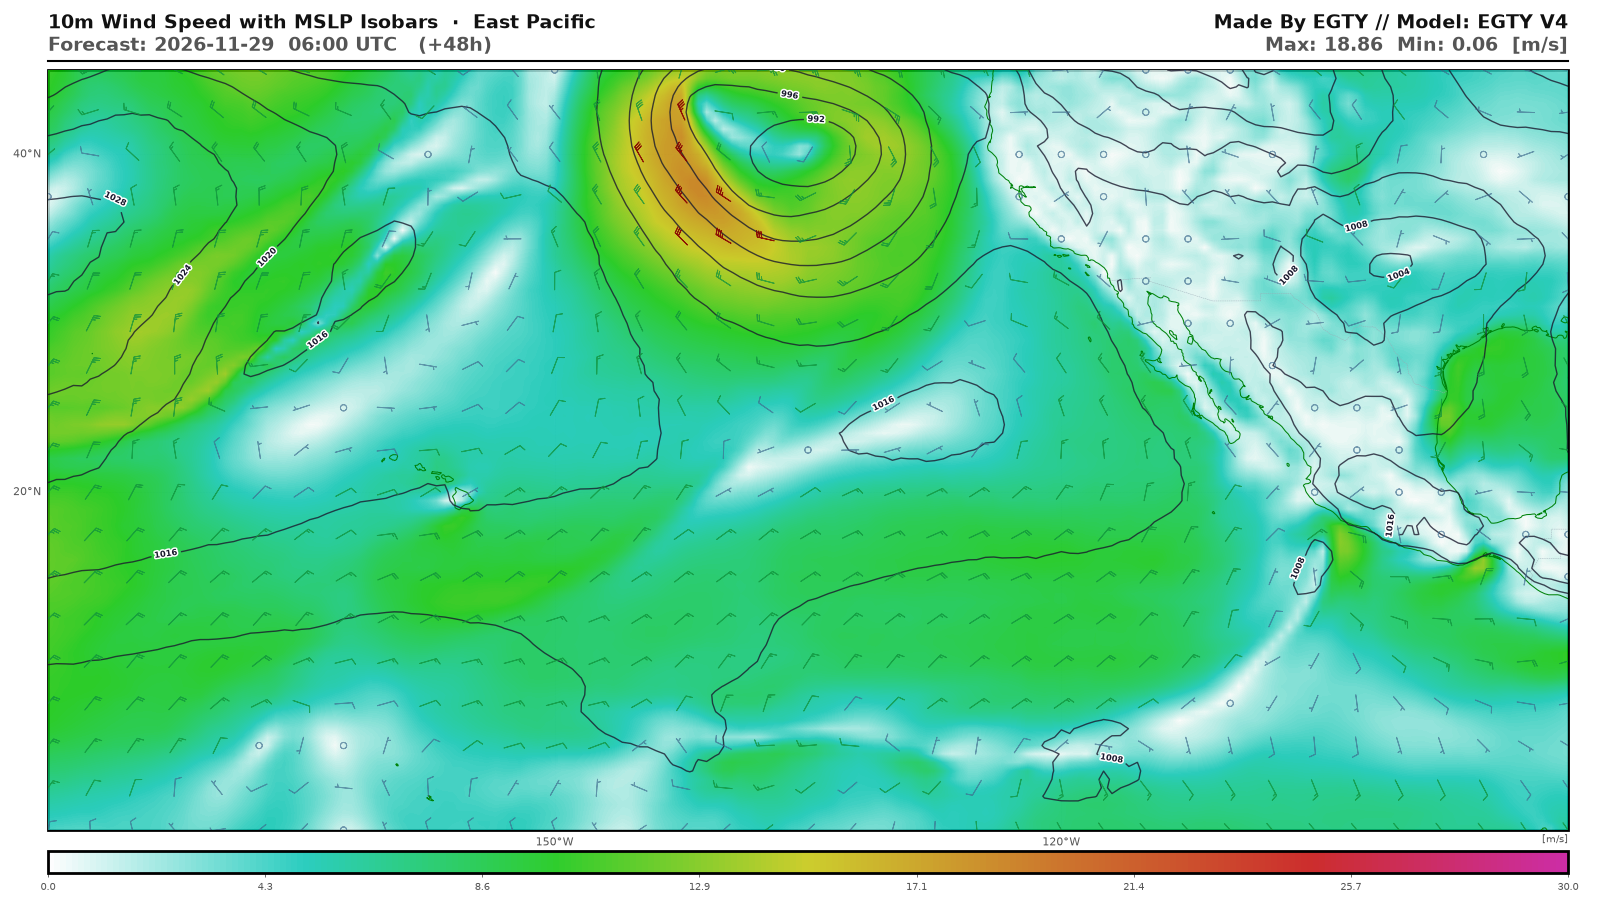 10m Wind Speed with MSLP Isobars · East Pacific
Made By EGTY // Model: EGTY V4
Forecast: 2026-11-29 06:00 UTC (+48h)
Max: 18.86 Min: 0.06 [m/s]
996
992
40°N
1028
1008
1020
1024
1008
1004
1016
1016
20°N
1016
1016
1008
1008
150°W
120°W
[m/s]
0.0
4.3
8.6
12.9
17.1
21.4
25.7
30.0